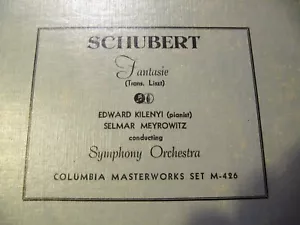 SCHUBERT
Fantasie
(Trans. Liszt)
EDWARD KILENYI (pianist)
SELMAR MEYROWITZ
conducting
Symphony Orchestra
COLUMBIA MASTERWORKS SET M-426